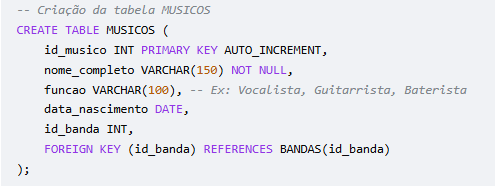 -- Criação da tabela MUSICOS
CREATE TABLE MUSICOS (
id_musico INT PRIMARY KEY AUTO_INCREMENT,
nome_completo VARCHAR(150) NOT NULL,
funcao VARCHAR(100), -- Ex: Vocalista, Guitarrista, Baterista
data_nascimento DATE,
id_banda INT,
FOREIGN KEY (id_banda) REFERENCES BANDAS(id_banda)
);